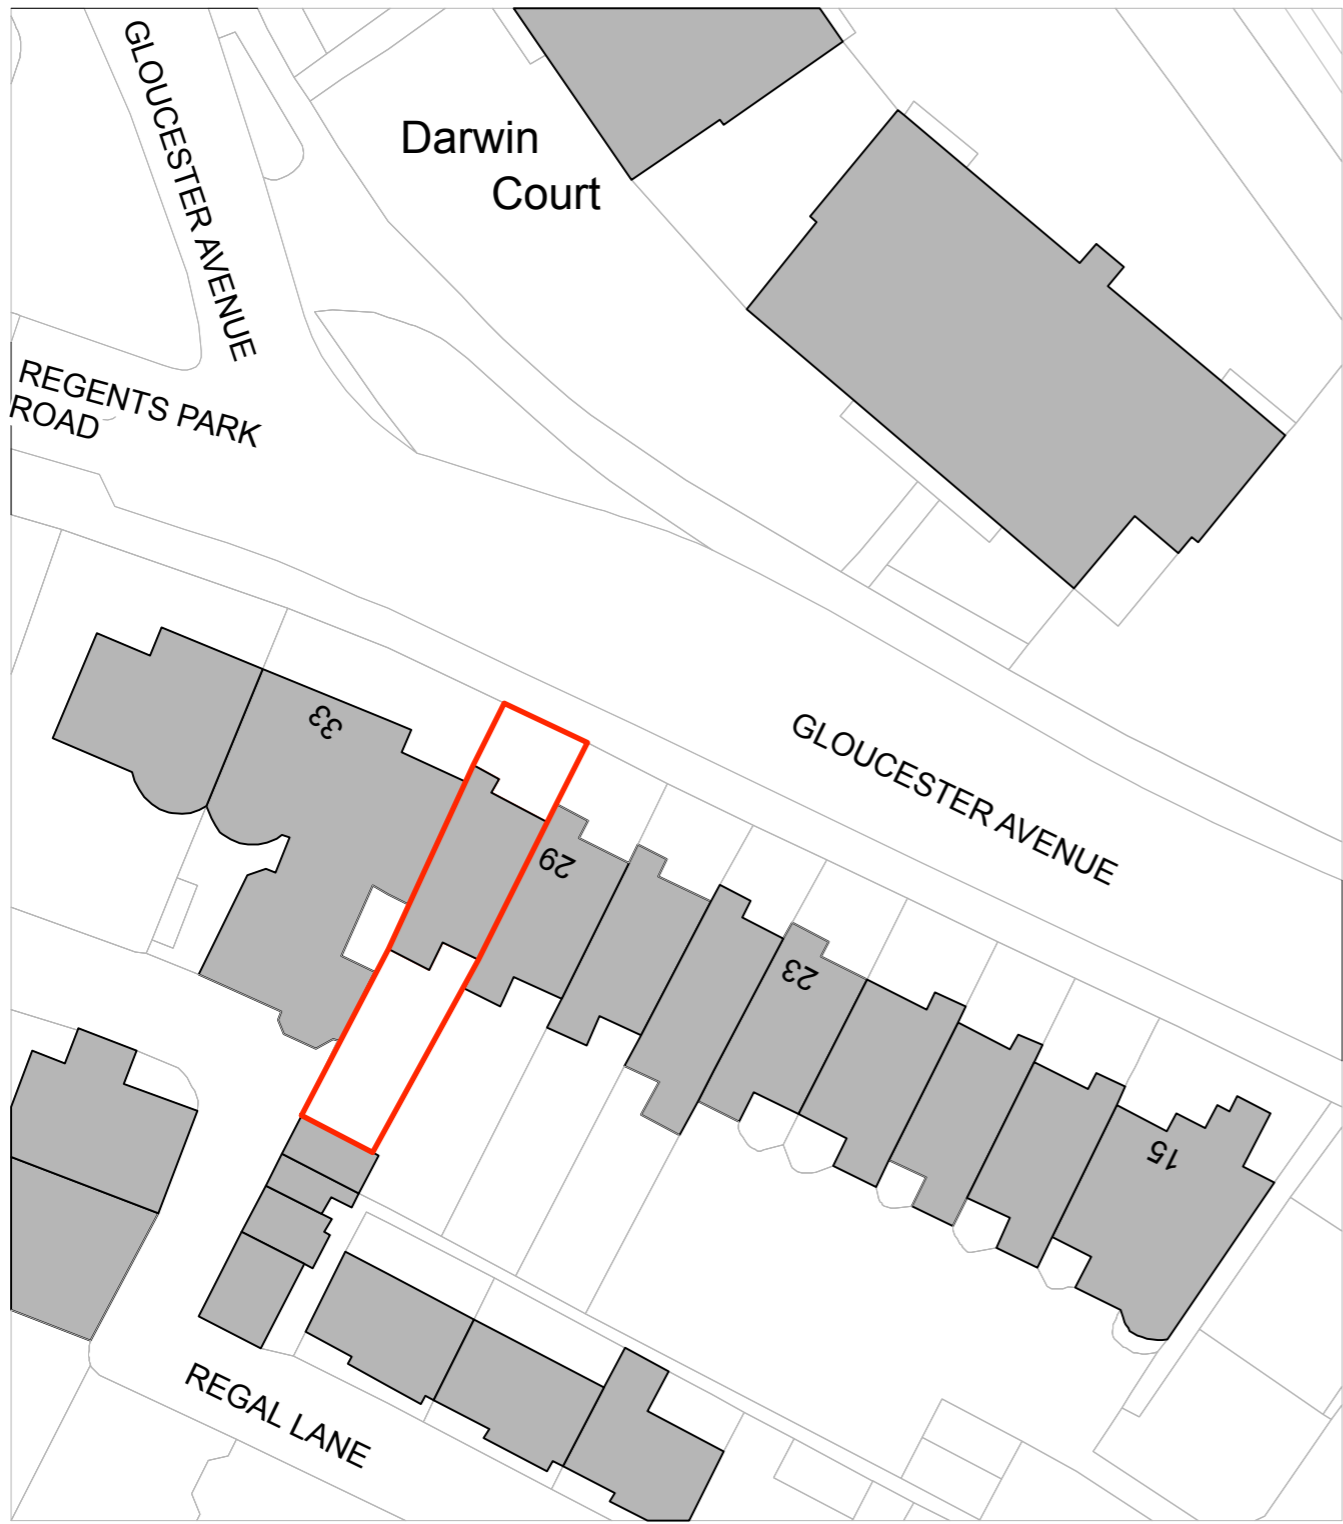 GLOUCESTER AVENUE
Darwin
Court
REGENTS PARK
ROAD
33
GLOUCESTER AVENUE
29
23
15
REGAL LANE